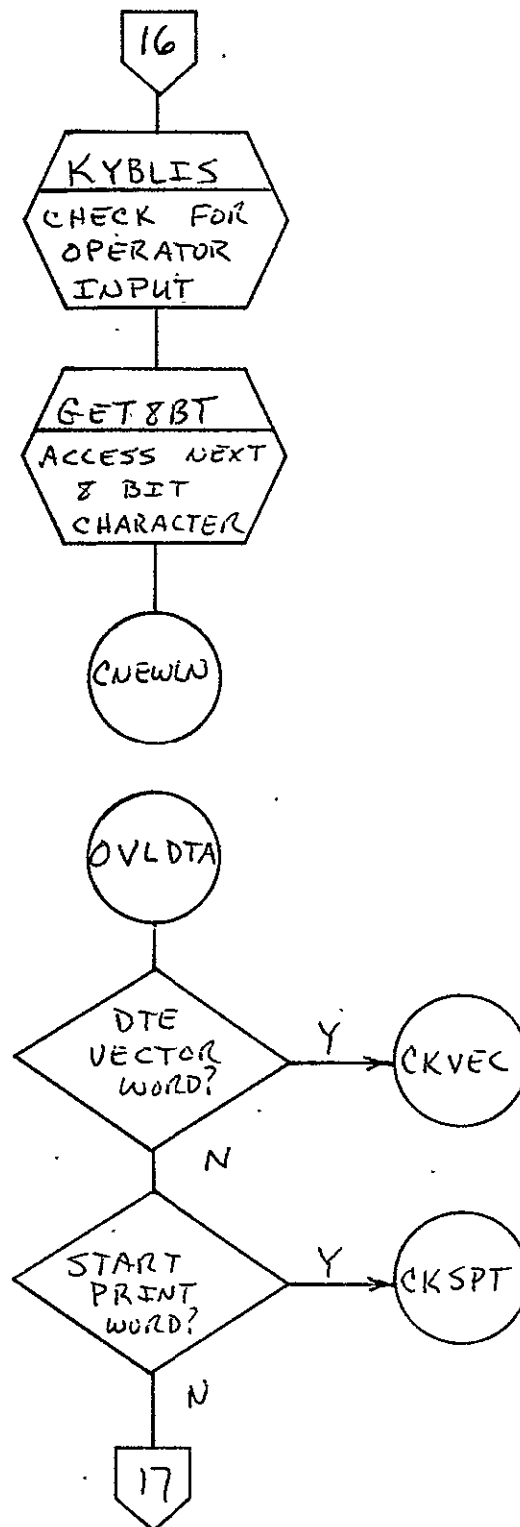 16
KYBLIS
CHECK FOR
OPERATOR
INPUT
GET8BT
ACCESS NEXT
8 BIT
CHARACTER
CNEWLN
OVLDTA
DTE
VECTOR
WORD?
Y
CKVEC
N
START
PRINT
WORD?
Y
CKSPT
N
17